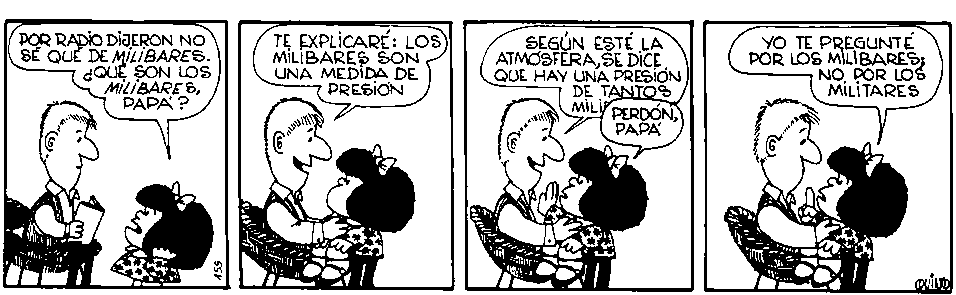 POR RADIO DIJERON NO
SÉ QUÉ DE MILIBARES.
¿QUÉ SON LOS
MILIBARES,
PAPÁ?
TE EXPLICARÉ: LOS
MILIBARES SON
UNA MEDIDA DE
PRESIÓN
SEGÚN ESTÉ LA
ATMÓSFERA, SE DICE
QUE HAY UNA PRESIÓN
DE TANTOS
MILI
PERDÓN,
PAPÁ
YO TE PREGUNTÉ
POR LOS MILIBARES;
NO, POR LOS
MILITARES
159
QUINO